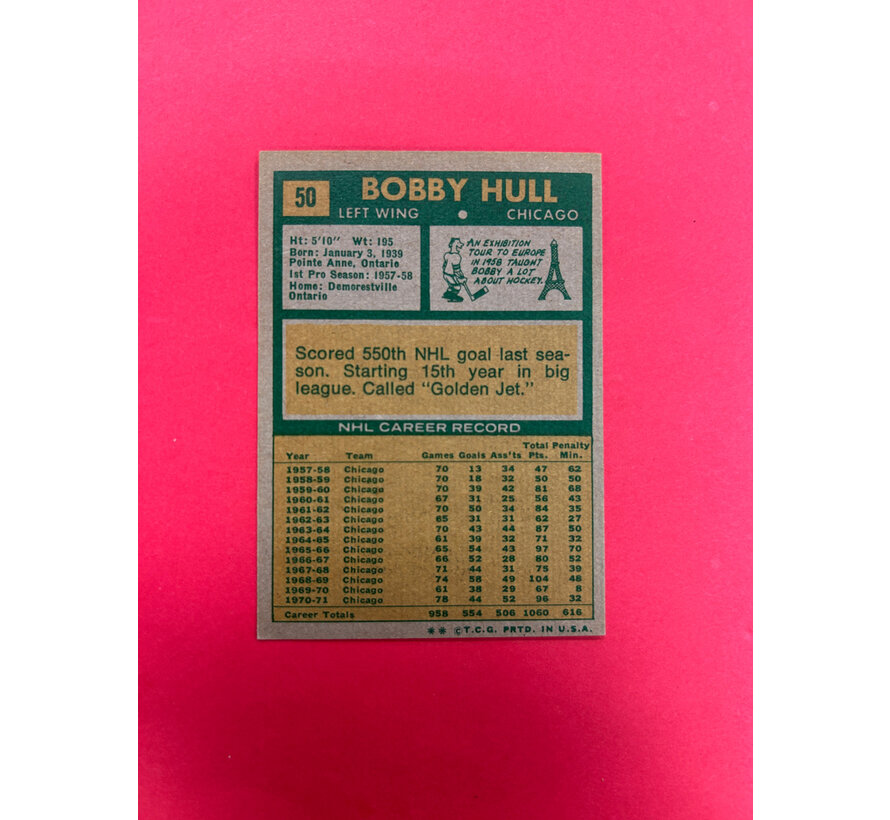 50
BOBBY HULL
LEFT WING • CHICAGO
Ht: 5'10" Wt: 195
Born: January 3, 1939
Pointe Anne, Ontario
1st Pro Season: 1957-58
Home: Demorestville
Ontario
AN EXHIBITION
TOUR TO EUROPE
IN 1958 TAUGHT
BOBBY A LOT
ABOUT HOCKEY.
Scored 550th NHL goal last sea-
son. Starting 15th year in big
league. Called "Golden Jet."
NHL CAREER RECORD
Total Penalty
Year Team Games Goals Ass'ts Pts. Min.
1957-58 Chicago 70 13 34 47 62
1958-59 Chicago 70 18 32 50 50
1959-60 Chicago 70 39 42 81 68
1960-61 Chicago 67 31 25 56 43
1961-62 Chicago 70 50 34 84 35
1962-63 Chicago 65 31 31 62 27
1963-64 Chicago 70 43 44 87 50
1964-65 Chicago 61 39 32 71 32
1965-66 Chicago 65 54 43 97 70
1966-67 Chicago 66 52 28 80 52
1967-68 Chicago 71 44 31 75 39
1968-69 Chicago 74 58 49 104 48
1969-70 Chicago 61 38 29 67 8
1970-71 Chicago 78 44 52 96 32
Career Totals 958 554 506 1060 616
** ©T.C.G. PRTD. IN U.S.A.